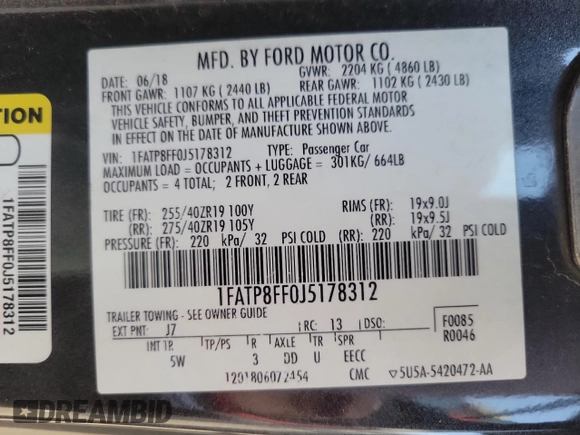 MFD. BY FORD MOTOR CO.
DATE: 06/18 GVWR: 2204 KG ( 4860 LB)
FRONT GAWR: 1107 KG ( 2440 LB) REAR GAWR: 1102 KG ( 2430 LB)
THIS VEHICLE CONFORMS TO ALL APPLICABLE FEDERAL MOTOR
VEHICLE SAFETY, BUMPER, AND THEFT PREVENTION STANDARDS
IN EFFECT ON THE DATE OF MANUFACTURE SHOWN ABOVE.
VIN: 1FATP8FF0J5178312 TYPE: Passenger Car
MAXIMUM LOAD = OCCUPANTS + LUGGAGE = 301KG/ 664LB
OCCUPANTS = 4 TOTAL; 2 FRONT, 2 REAR
TIRE (FR): 255/40ZR19 100Y RIMS (FR): 19x9.0J
(RR): 275/40ZR19 105Y (RR): 19x9.5J
PRESSURE (FR): 220 kPa/ 32 PSI COLD (RR): 220 kPa/ 32 PSI COLD
1FATP8FF0J5178312
TRAILER TOWING - SEE OWNER GUIDE
EXT PNT: J7 RC: 13 DSO: F0085
R0046
INT TR TP/PS R AXLE TR SPR
5W 3 DD U EECC
1201806072454 CMC ▽5U5A-5420472-AA
TION
1FATP8FF0J5178312
DREAMBID